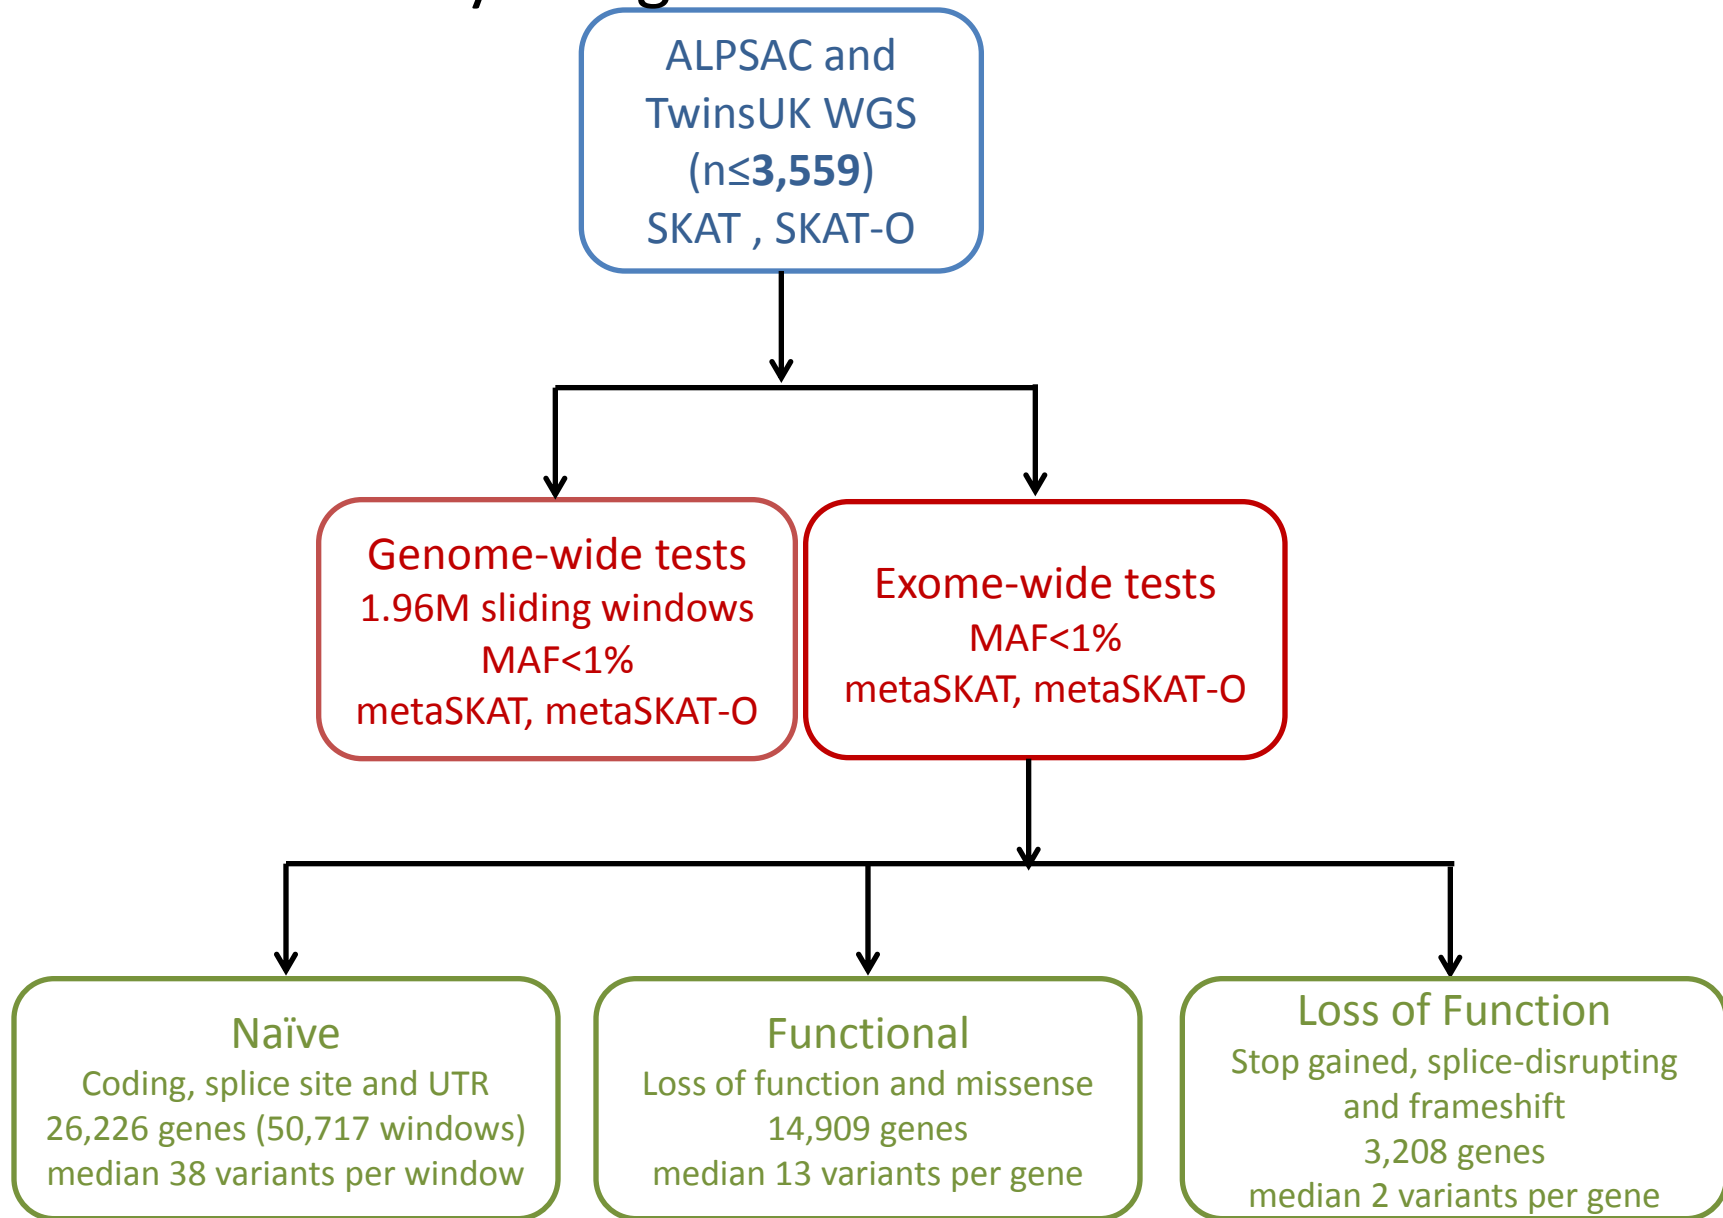 ALPSAC and
TwinsUK WGS
(n≤3,559)
SKAT , SKAT-O
Genome-wide tests
1.96M sliding windows
MAF<1%
metaSKAT, metaSKAT-O
Exome-wide tests
MAF<1%
metaSKAT, metaSKAT-O
Naïve
Coding, splice site and UTR
26,226 genes (50,717 windows)
median 38 variants per window
Functional
Loss of function and missense
14,909 genes
median 13 variants per gene
Loss of Function
Stop gained, splice-disrupting
and frameshift
3,208 genes
median 2 variants per gene